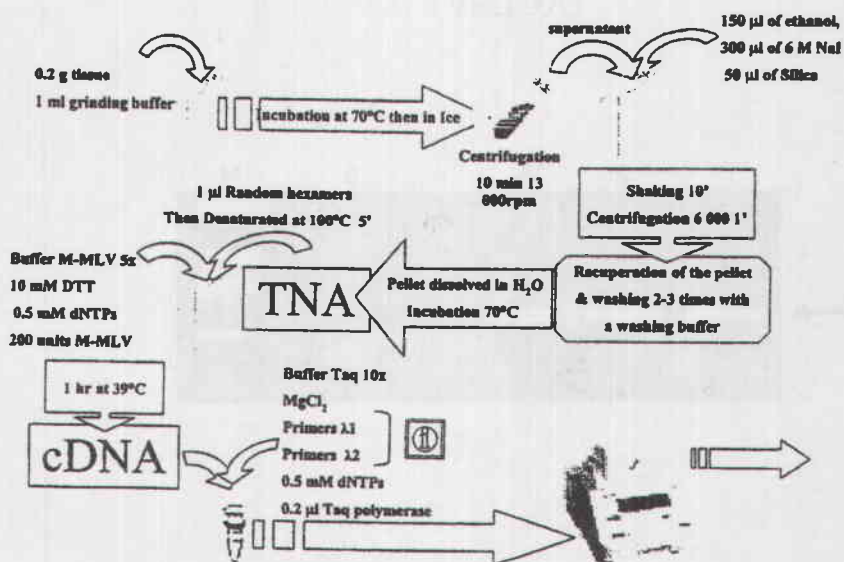 0.2 g tissue
1 ml grinding buffer
Incubation at 70°C then in Ice
Centrifugation
10 min 13
000rpm
supernatant
150 µl of ethanol,
300 µl of 6 M NaI
50 µl of Silica
Shaking 10'
Centrifugation 6 000 1'
Recuperation of the pellet
& washing 2-3 times with
a washing buffer
Pellet dissolved in H2O
Incubation 70°C
TNA
1 µl Random hexamers
Then Denaturated at 100°C 5'
Buffer M-MLV 5x
10 mM DTT
0.5 mM dNTPs
200 units M-MLV
1 hr at 39°C
cDNA
Buffer Taq 10x
MgCl2
Primers λ1
Primers λ2
0.5 mM dNTPs
0.2 µl Taq polymerase